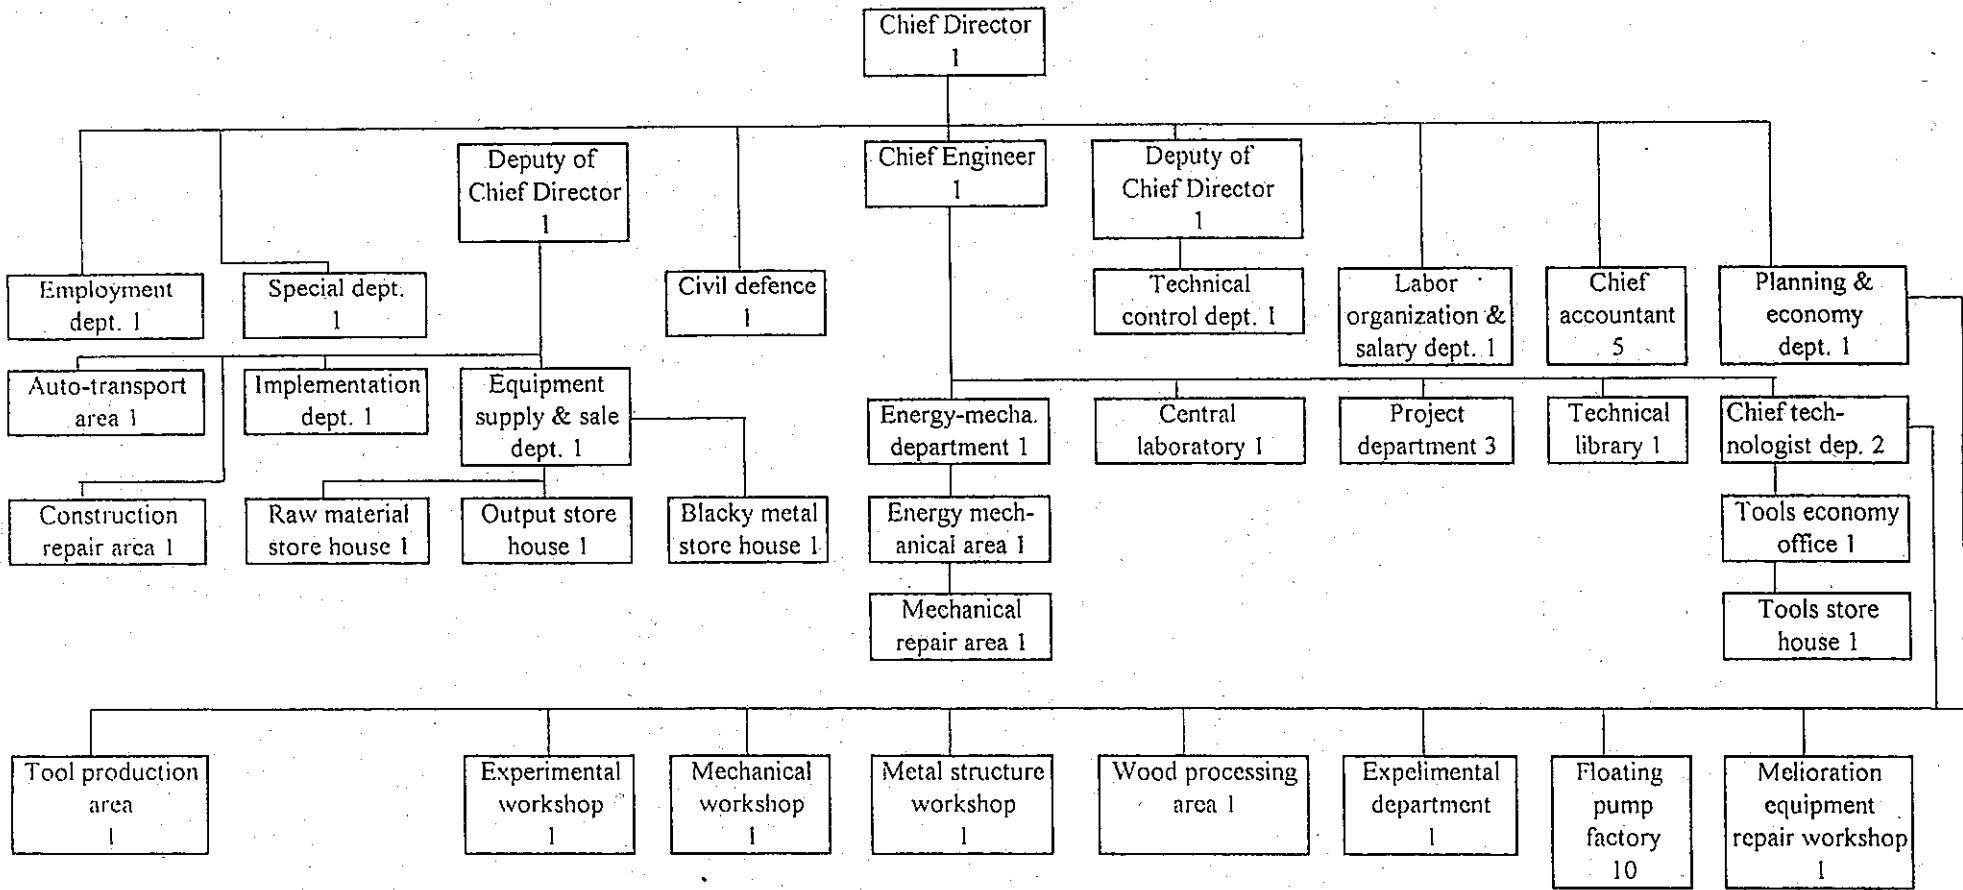 Chief Director
1
Deputy of
Chief Director
1
Chief Engineer
1
Deputy of
Chief Director
1
Employment
dept. 1
Special dept.
1
Civil defence
1
Technical
control dept. 1
Labor
organization &
salary dept. 1
Chief
accountant
5
Planning &
economy
dept. 1
Auto-transport
area 1
Implementation
dept. 1
Equipment
supply & sale
dept. 1
Energy-mecha.
department 1
Central
laboratory 1
Project
department 3
Technical
library 1
Chief tech-
nologist dep. 2
Construction
repair area 1
Raw material
store house 1
Output store
house 1
Blacky metal
store house 1
Energy mech-
anical area 1
Tools economy
office 1
Mechanical
repair area 1
Tools store
house 1
Tool production
area
1
Experimental
workshop
1
Mechanical
workshop
1
Metal structure
workshop
1
Wood processing
area 1
Expelimental
department
1
Floating
pump
factory
10
Melioration
equipment
repair workshop
1